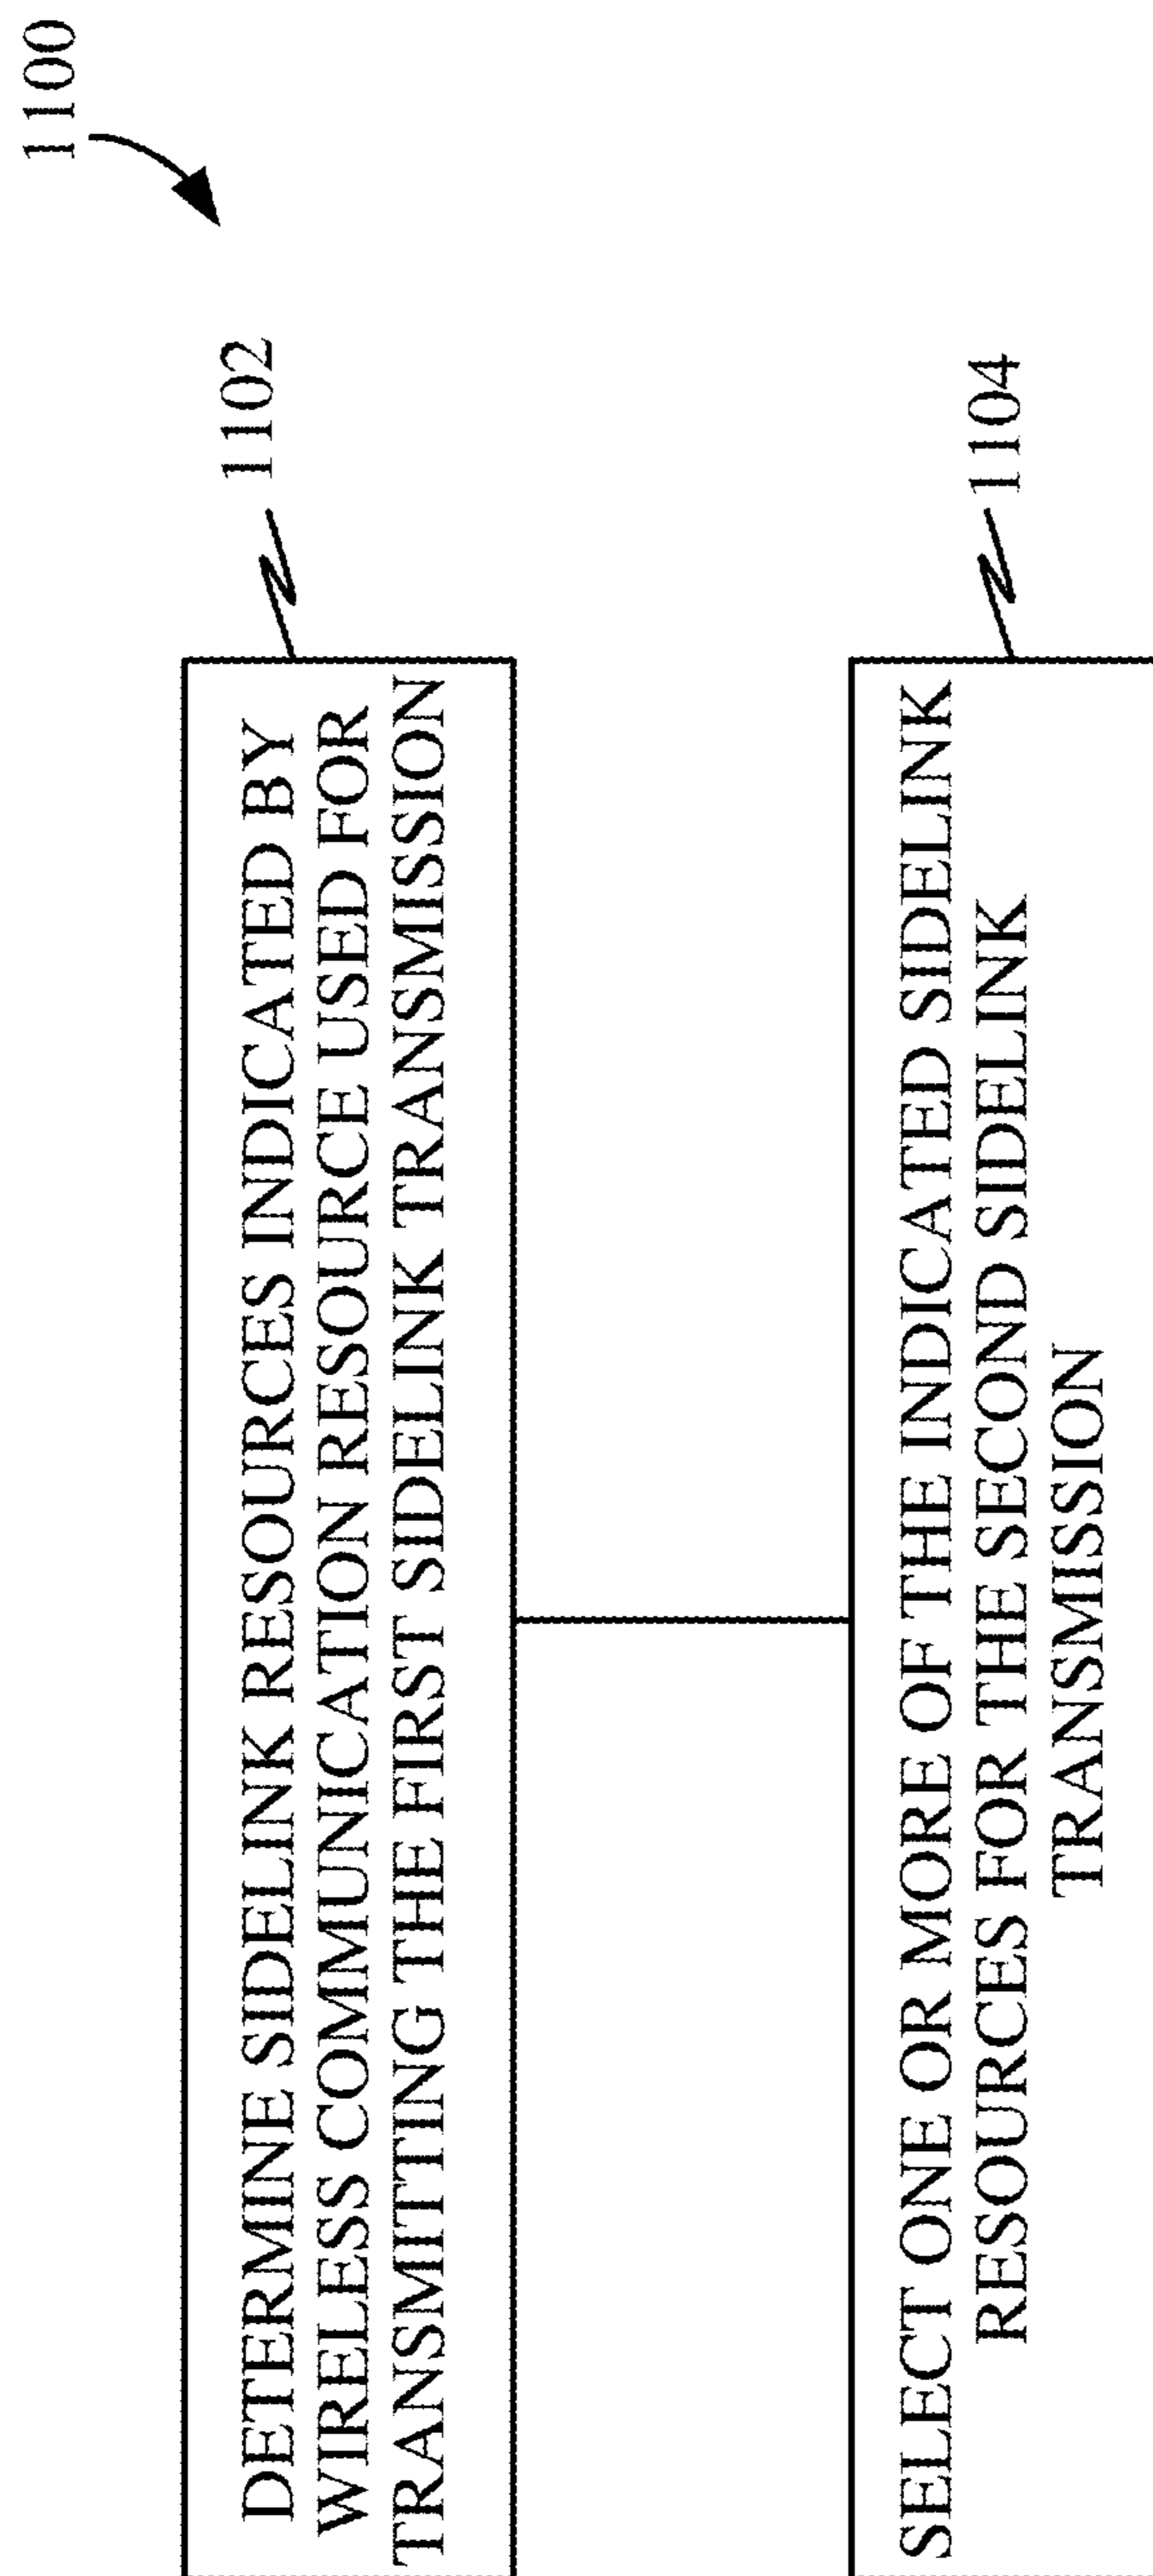 1100
1102
DETERMINE SIDELINK RESOURCES INDICATED BY
WIRELESS COMMUNICATION RESOURCE USED FOR
TRANSMITTING THE FIRST SIDELINK TRANSMISSION
1104
SELECT ONE OR MORE OF THE INDICATED SIDELINK
RESOURCES FOR THE SECOND SIDELINK
TRANSMISSION